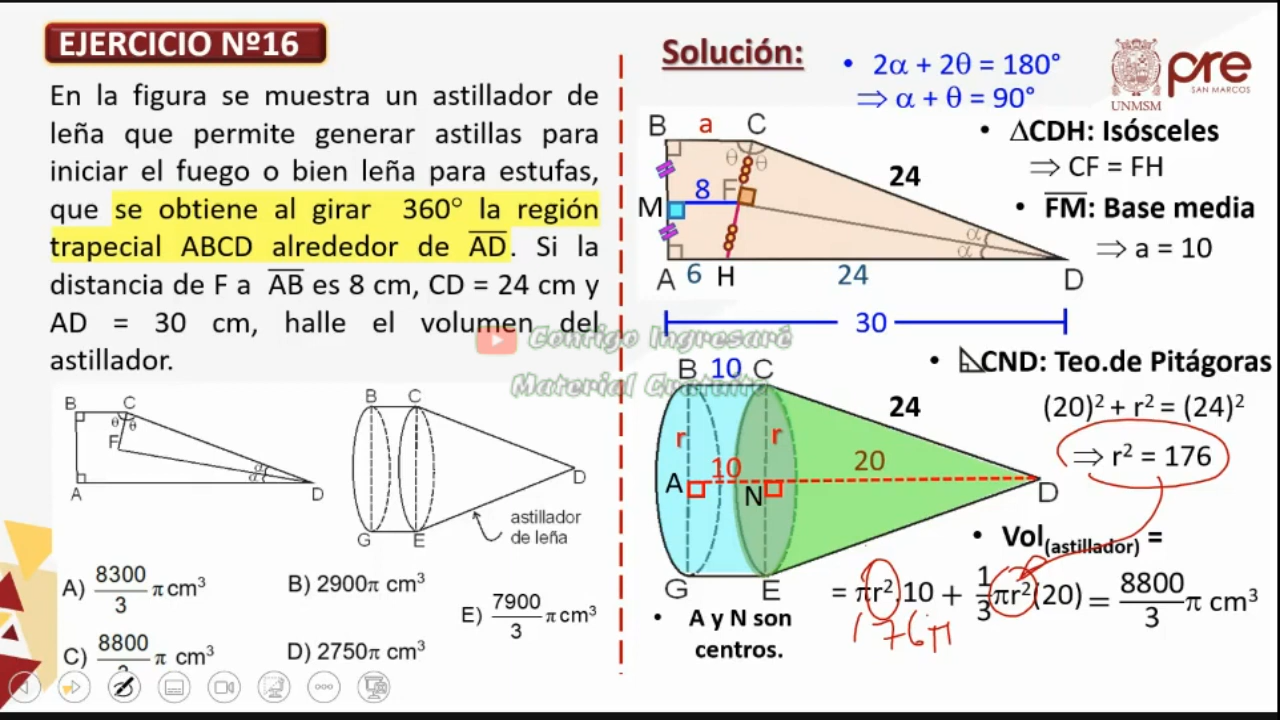 EJERCICIO Nº16
En la figura se muestra un astillador de
leña que permite generar astillas para
iniciar el fuego o bien leña para estufas,
que se obtiene al girar 360° la región
trapecial ABCD alrededor de AD. Si la
distancia de F a AB es 8 cm, CD = 24 cm y
AD = 30 cm, halle el volumen del
astillador.
B C
θ θ
F
α
α
A D
B C
D
G E
astillador
de leña
A) 8300/3 π cm³
B) 2900π cm³
E) 7900/3 π cm³
C) 8800/3 π cm³
D) 2750π cm³
Solución:
• 2α + 2θ = 180°
⇒ α + θ = 90°
UNMSM
pre
SAN MARCOS
B a C
θ θ
24
8 F
M
α
α
A 6 H 24 D
30
• ΔCDH: Isósceles
⇒ CF = FH
• FM: Base media
⇒ a = 10
Contigo Ingresaré
Material Gratuito
B 10 C
24
r r
10 20
A N D
G E
• CND: Teo.de Pitágoras
(20)² + r² = (24)²
⇒ r² = 176
• Vol(astillador) =
= πr².10 + 1/3 πr²(20) = 8800/3 π cm³
176π
• A y N son
centros.